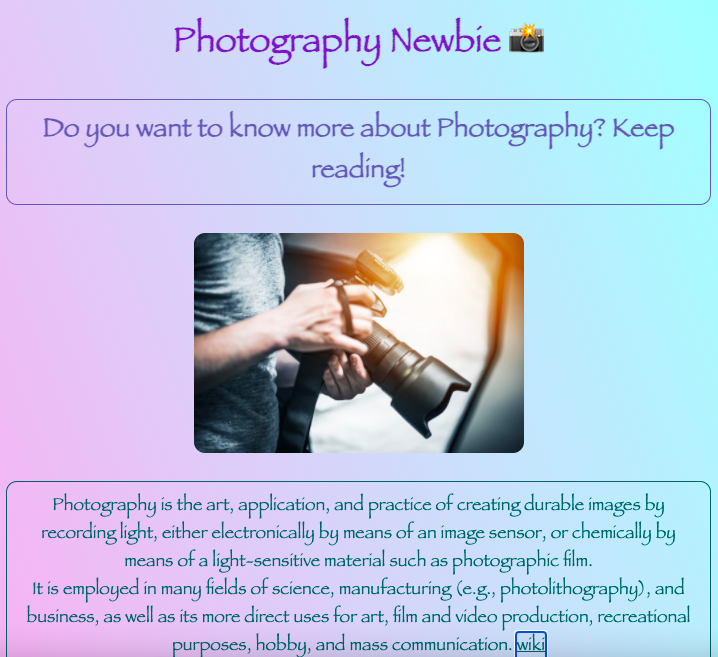 Photography Newbie 📸
Do you want to know more about Photography? Keep
reading!
Photography is the art, application, and practice of creating durable images by
recording light, either electronically by means of an image sensor, or chemically by
means of a light-sensitive material such as photographic film.
It is employed in many fields of science, manufacturing (e.g., photolithography), and
business, as well as its more direct uses for art, film and video production, recreational
purposes, hobby, and mass communication. wiki